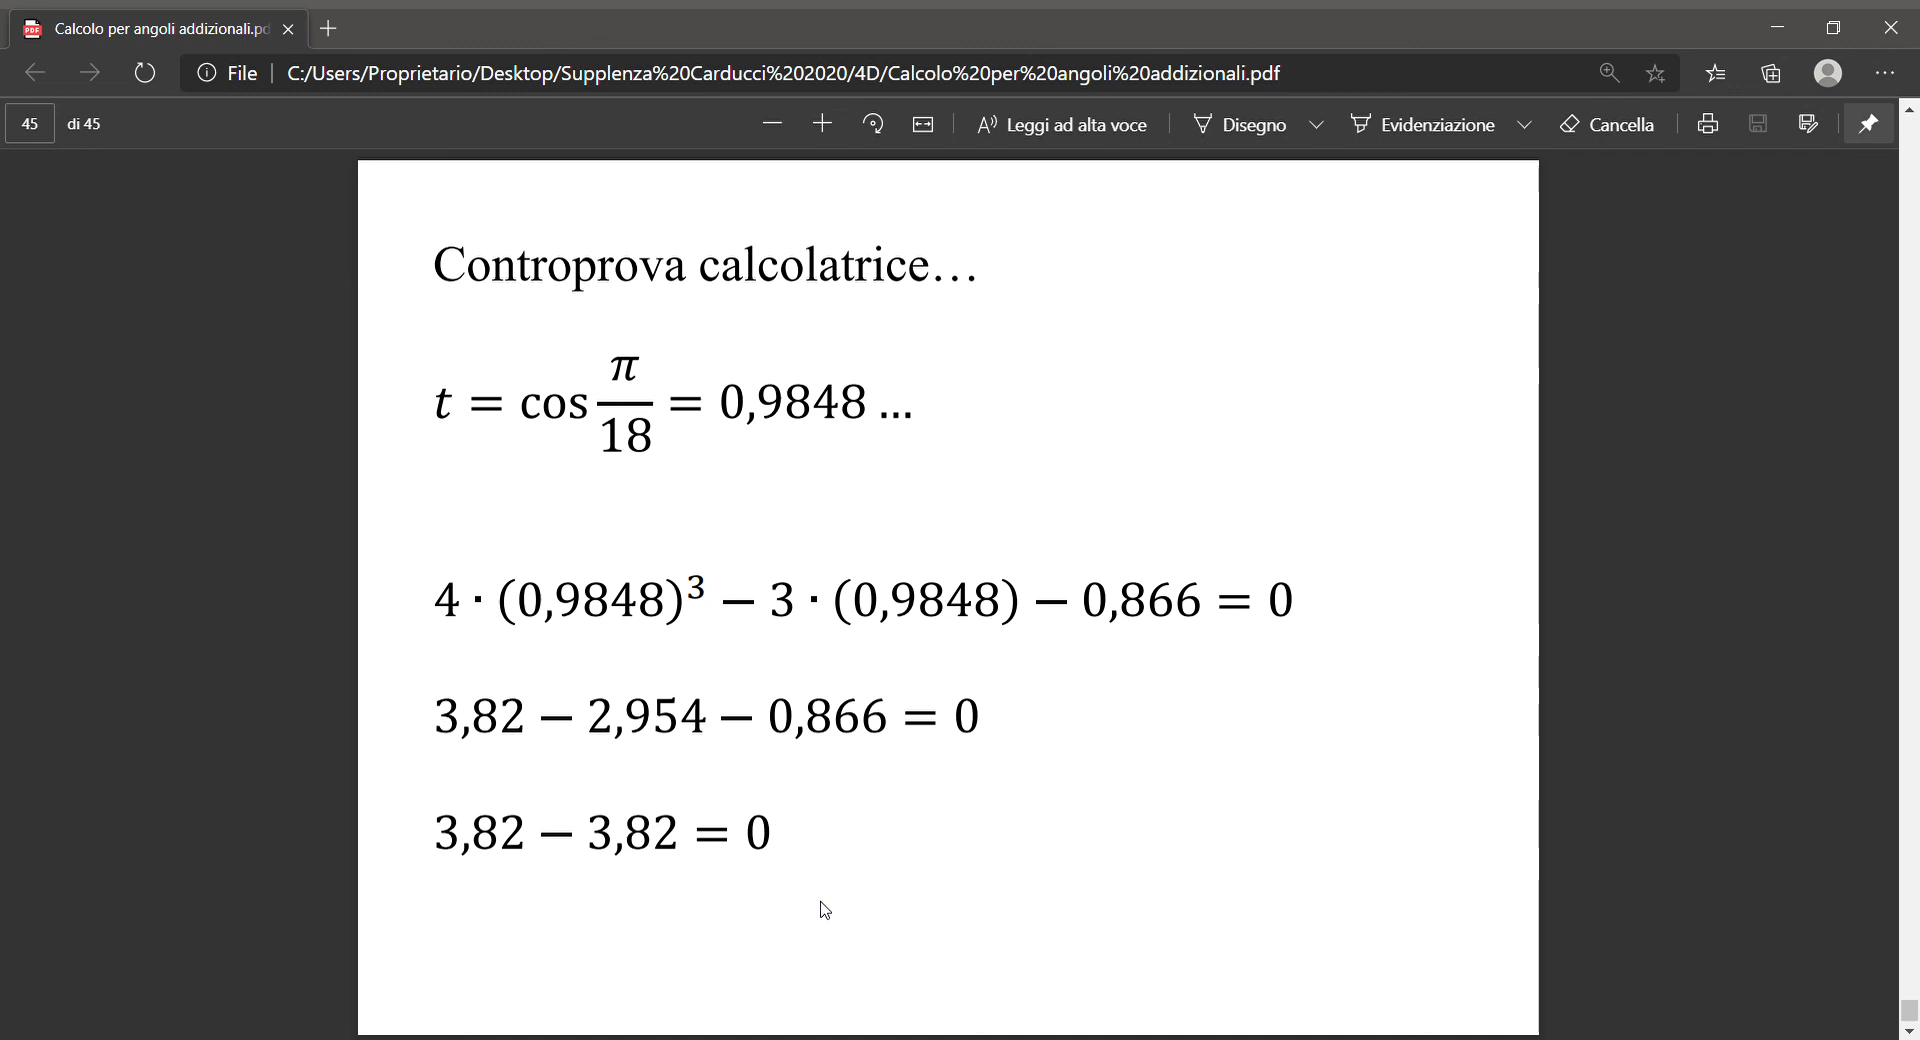 Calcolo per angoli addizionali.pd
File
C:/Users/Proprietario/Desktop/Supplenza%20Carducci%202020/4D/Calcolo%20per%20angoli%20addizionali.pdf
45 di 45
Leggi ad alta voce
Disegno
Evidenziazione
Cancella
Controprova calcolatrice…
t = cos π/18 = 0,9848 …
4 · (0,9848)³ − 3 · (0,9848) − 0,866 = 0
3,82 − 2,954 − 0,866 = 0
3,82 − 3,82 = 0